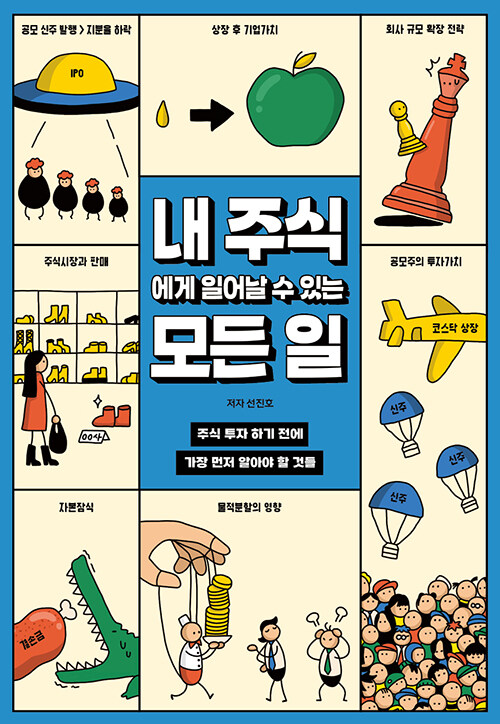 공모 신주 발행 > 지분율 하락
IPO
상장 후 기업가치
회사 규모 확장 전략
주식시장과 판매
00사
내 주식
에게 일어날 수 있는
모든 일
저자 선진호
주식 투자 하기 전에
가장 먼저 알아야 할 것들
공모주의 투자가치
코스닥 상장
신주
신주
신주
자본잠식
결손금
물적분할의 영향